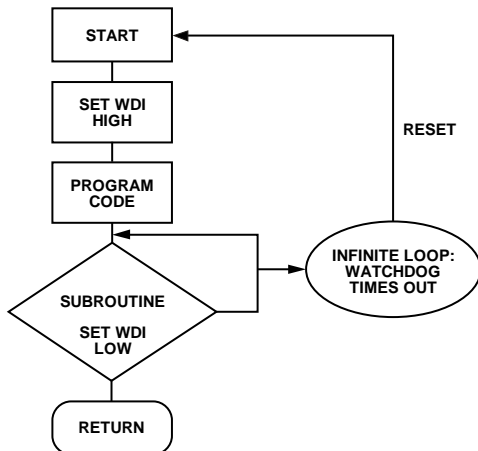 START
SET WDI
HIGH
RESET
PROGRAM
CODE
INFINITE LOOP:
WATCHDOG
TIMES OUT
SUBROUTINE
SET WDI
LOW
RETURN